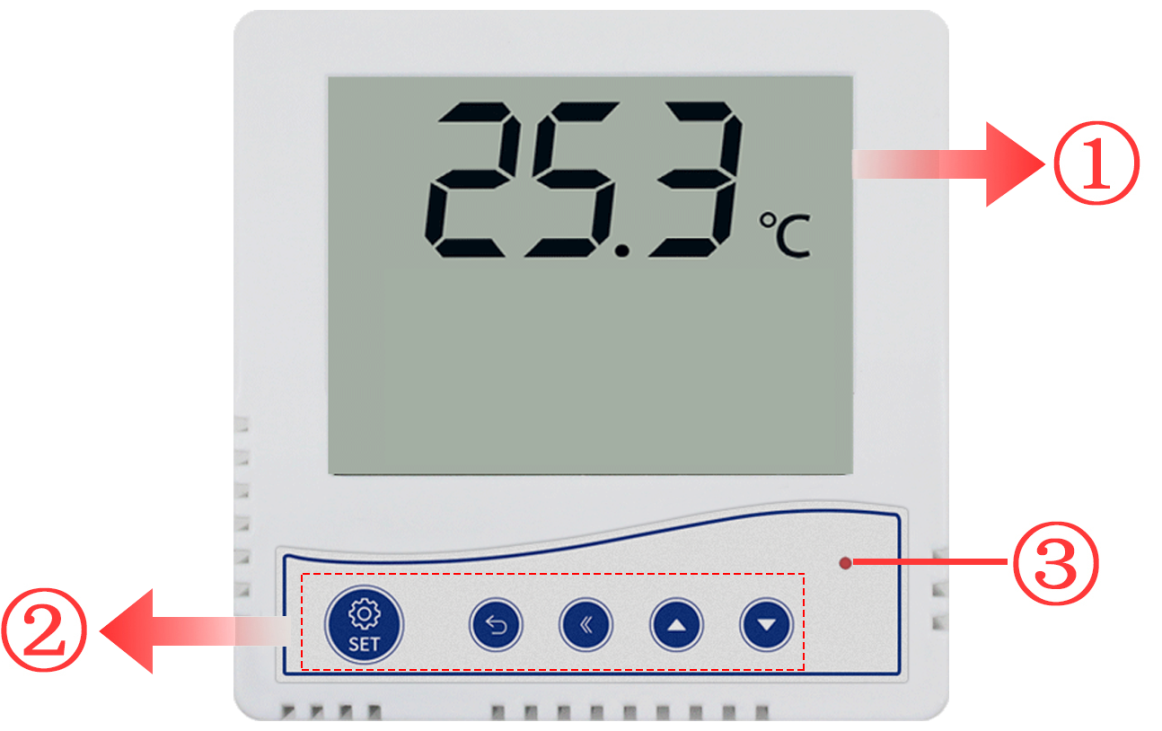 25.3 ℃
①
③
②
SET